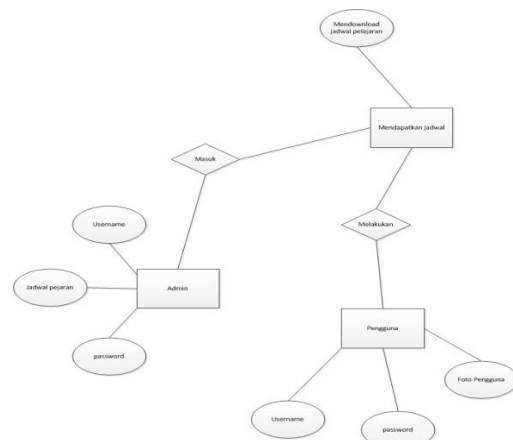 Mendownload
jadwal pelajaran
Mendapatkan jadwal
Masuk
Melakukan
Username
Jadwal pejaran
Admin
password
Pengguna
Foto Pengguna
Username
password